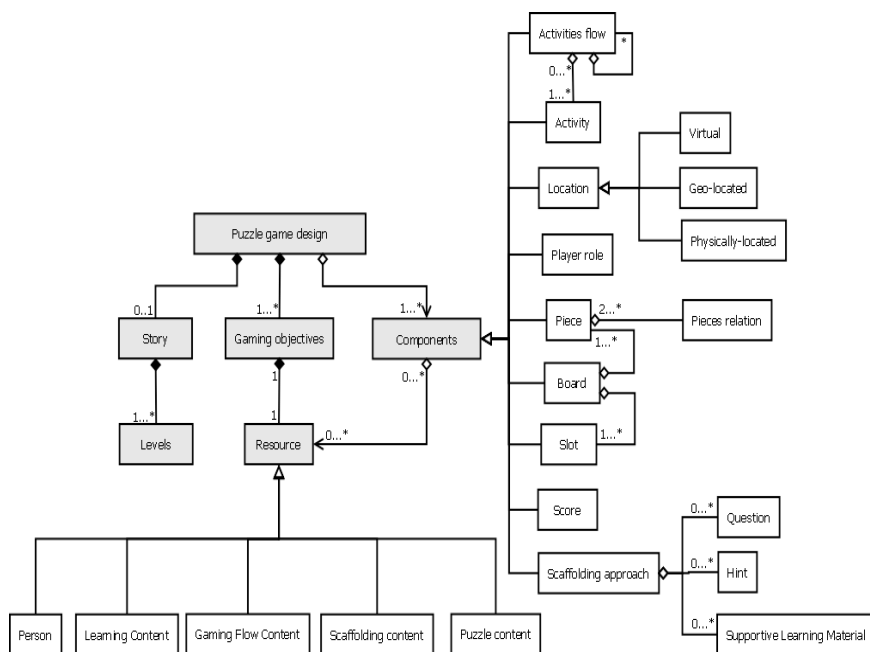 Activities flow
*
0...*
1...*
Activity
Virtual
Location
Geo-located
Physically-located
Puzzle game design
Player role
0..1
1...*
1...*
Story
Gaming objectives
Components
Piece
2...*
Pieces relation
1...*
0...*
Board
1
1...*
1
0...*
Levels
Resource
Slot
1...*
Score
0...*
Question
Scaffolding approach
0...*
Hint
0...*
Supportive Learning Material
Person
Learning Content
Gaming Flow Content
Scaffolding content
Puzzle content